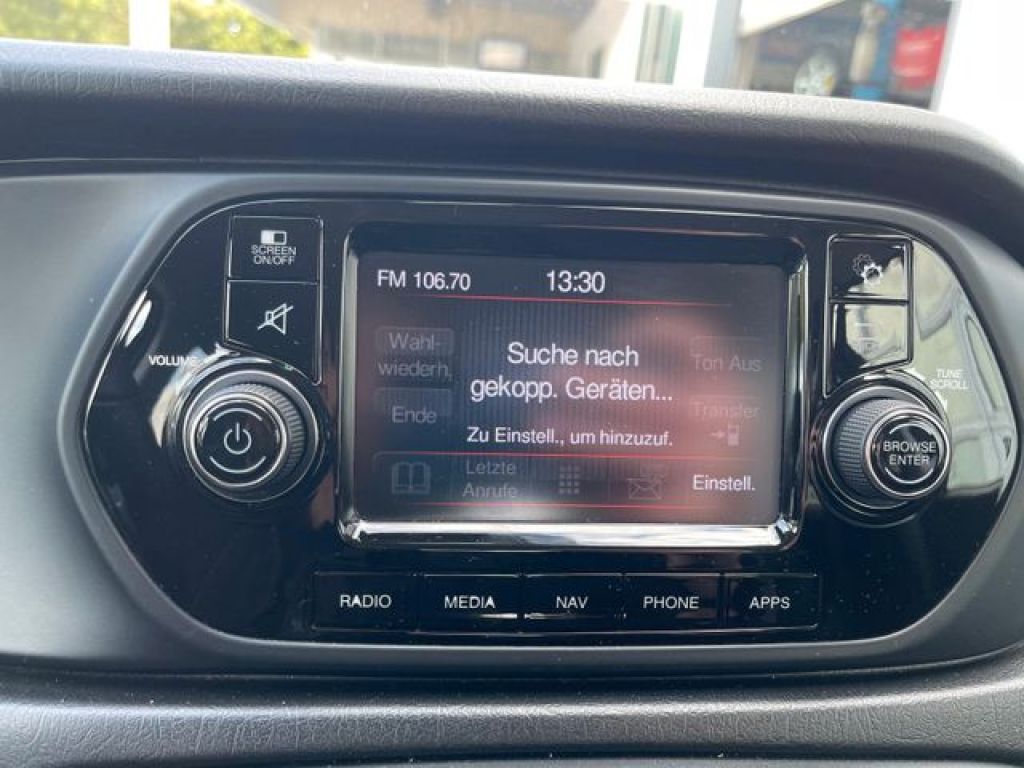 SCREEN
ON/OFF
VOLUME
FM 106.70
13:30
Wahl-
wiederh.
Suche nach
gekopp. Geräten...
Ton Aus
Ende
Transfer
Zu Einstell., um hinzuzuf.
Letzte
Anrufe
Einstell.
TUNE
SCROLL
BROWSE
ENTER
RADIO
MEDIA
NAV
PHONE
APPS